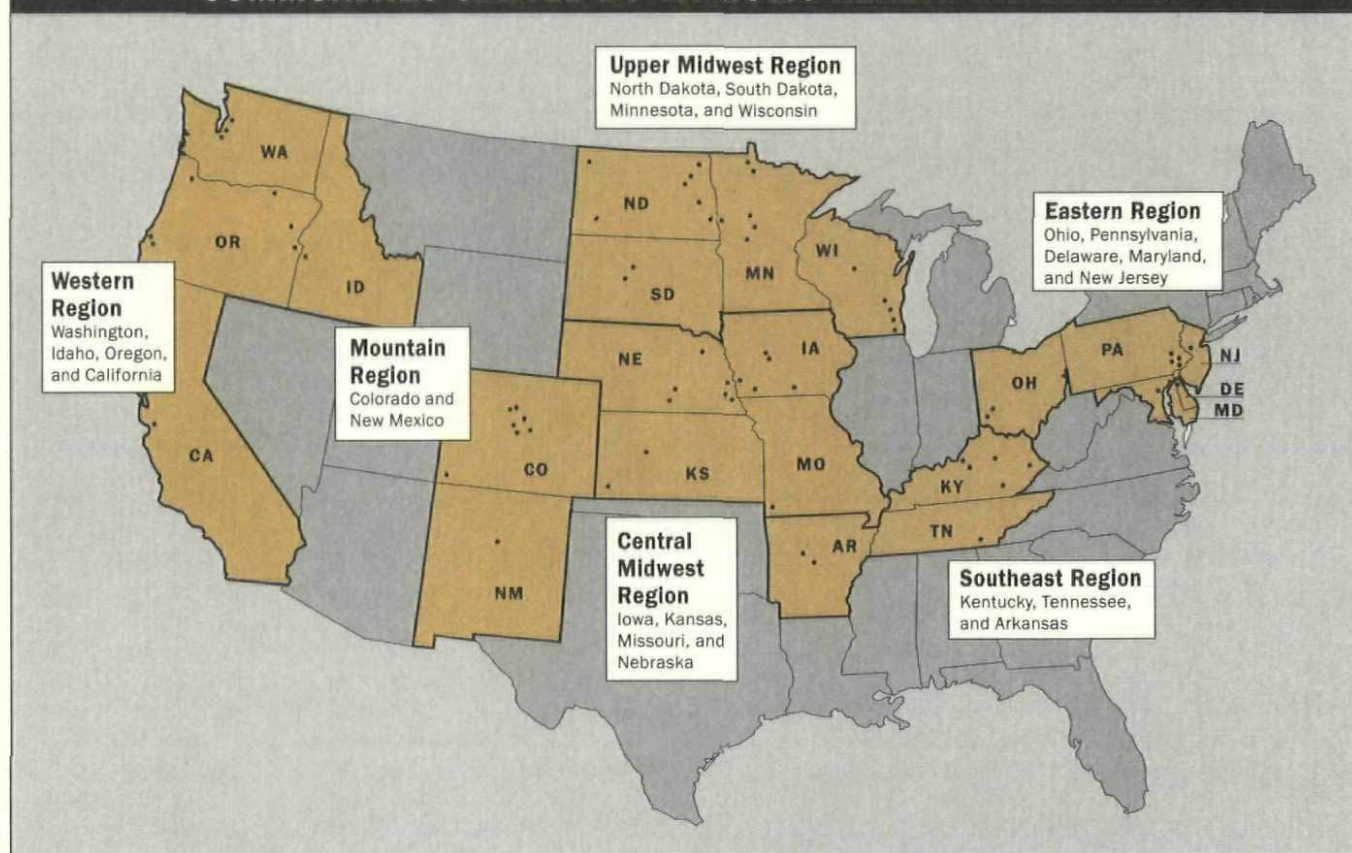 Upper Midwest Region
North Dakota, South Dakota,
Minnesota, and Wisconsin
Eastern Region
Ohio, Pennsylvania,
Delaware, Maryland,
and New Jersey
Western
Region
Washington,
Idaho, Oregon,
and California
Mountain
Region
Colorado and
New Mexico
Central
Midwest
Region
Iowa, Kansas,
Missouri, and
Nebraska
Southeast Region
Kentucky, Tennessee,
and Arkansas
WA
OR
ID
CA
ND
SD
MN
WI
NE
IA
CO
KS
MO
NM
AR
KY
TN
OH
PA
NJ
DE
MD